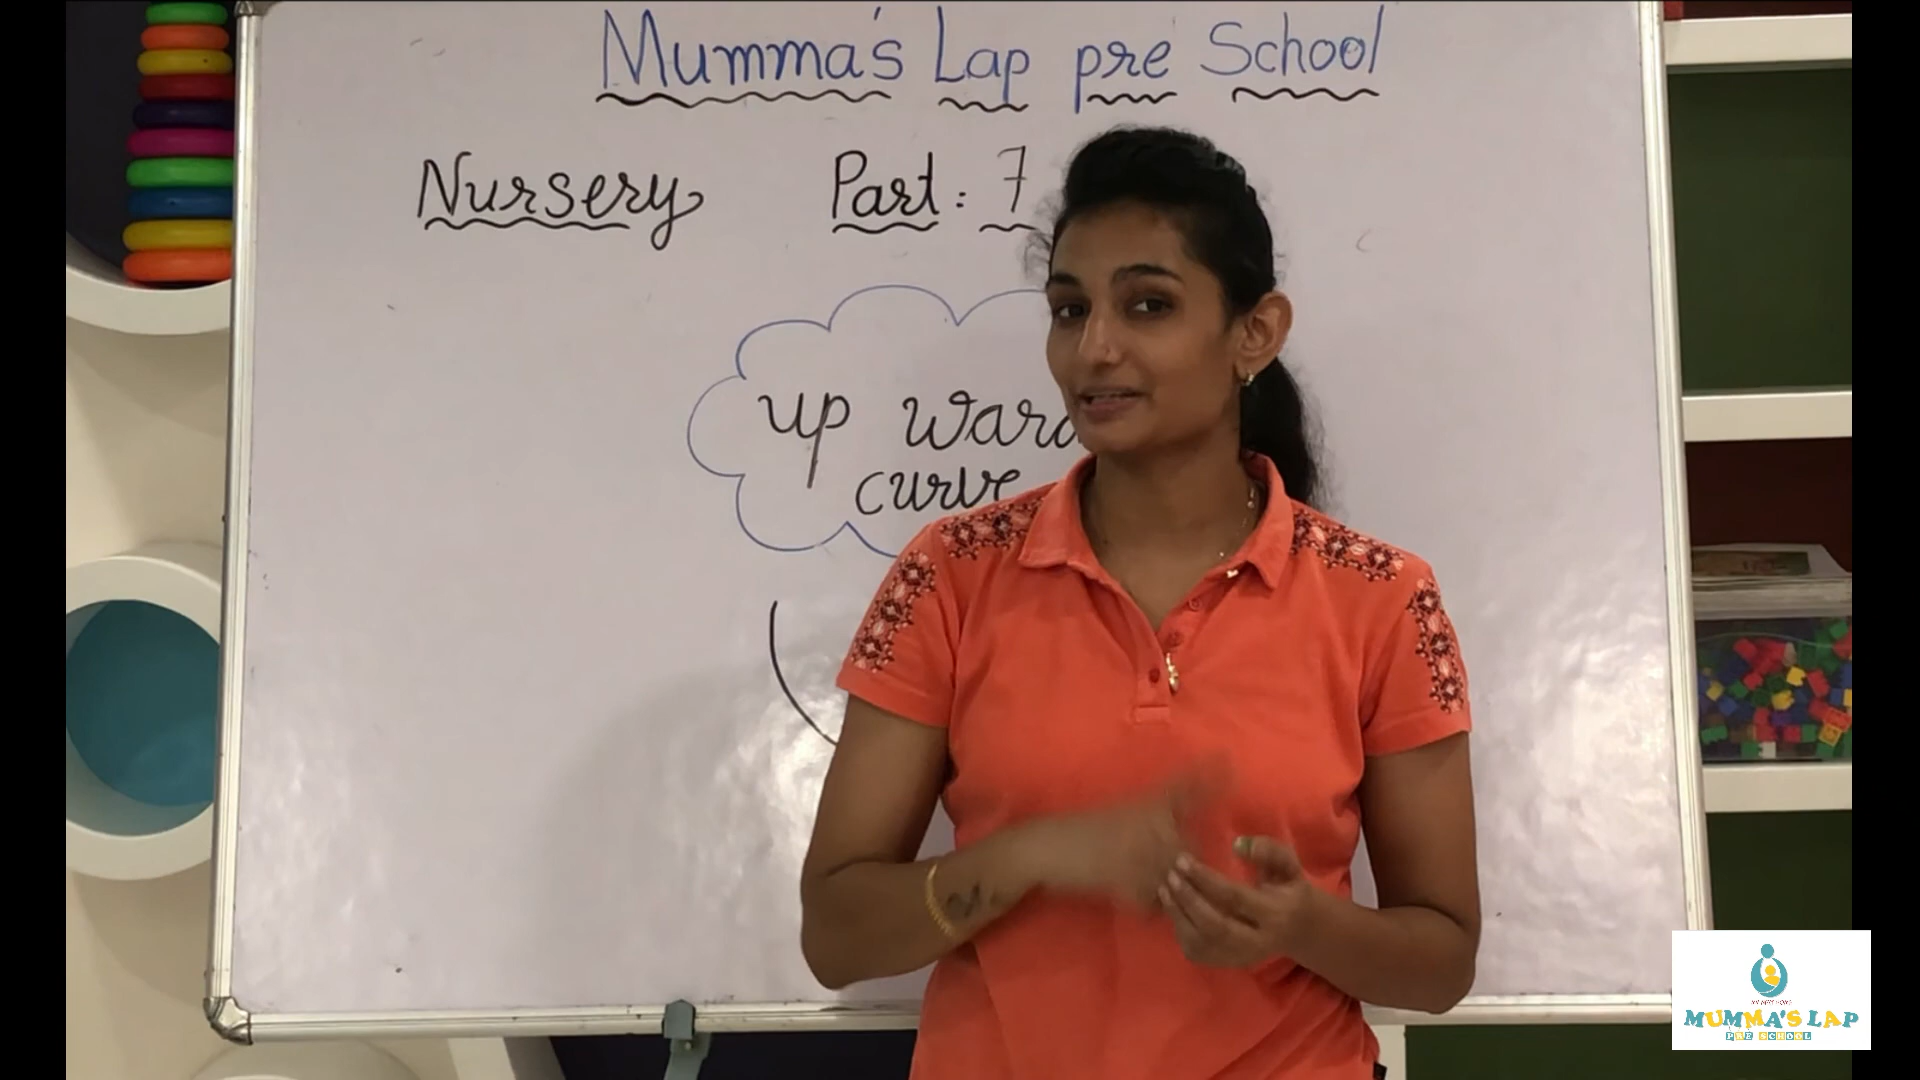 Mumma's Lap pre School
Nursery Part : 7
up ward
curve
MUMMA'S LAP
PRE SCHOOL